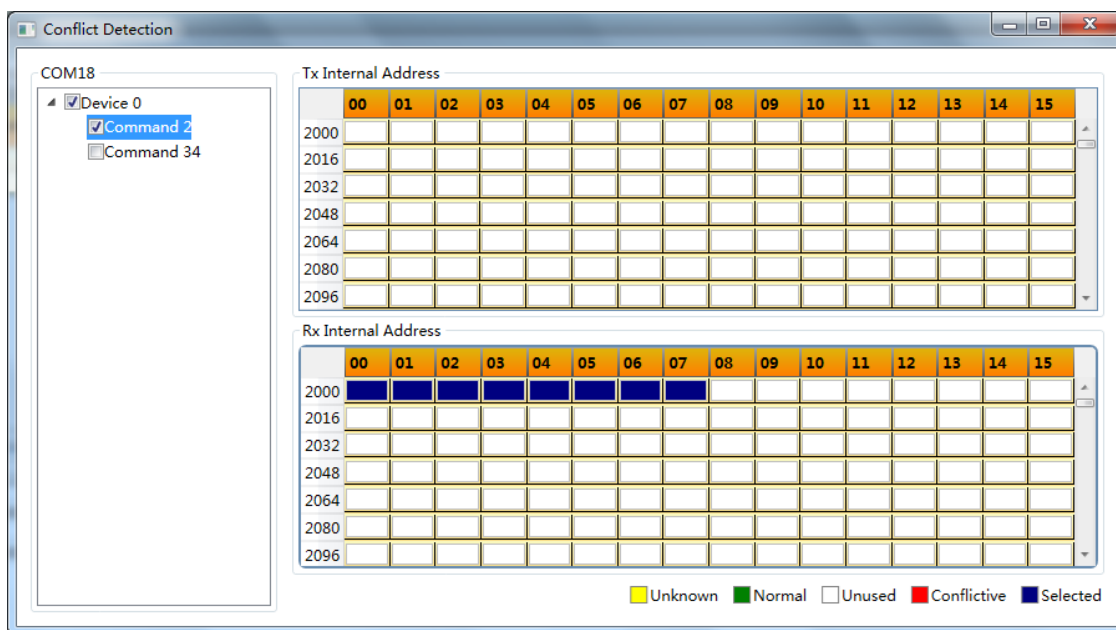 Conflict Detection
COM18
Device 0
Command 2
Command 34
Tx Internal Address
00 01 02 03 04 05 06 07 08 09 10 11 12 13 14 15
2000
2016
2032
2048
2064
2080
2096
Rx Internal Address
00 01 02 03 04 05 06 07 08 09 10 11 12 13 14 15
2000
2016
2032
2048
2064
2080
2096
Unknown Normal Unused Conflictive Selected